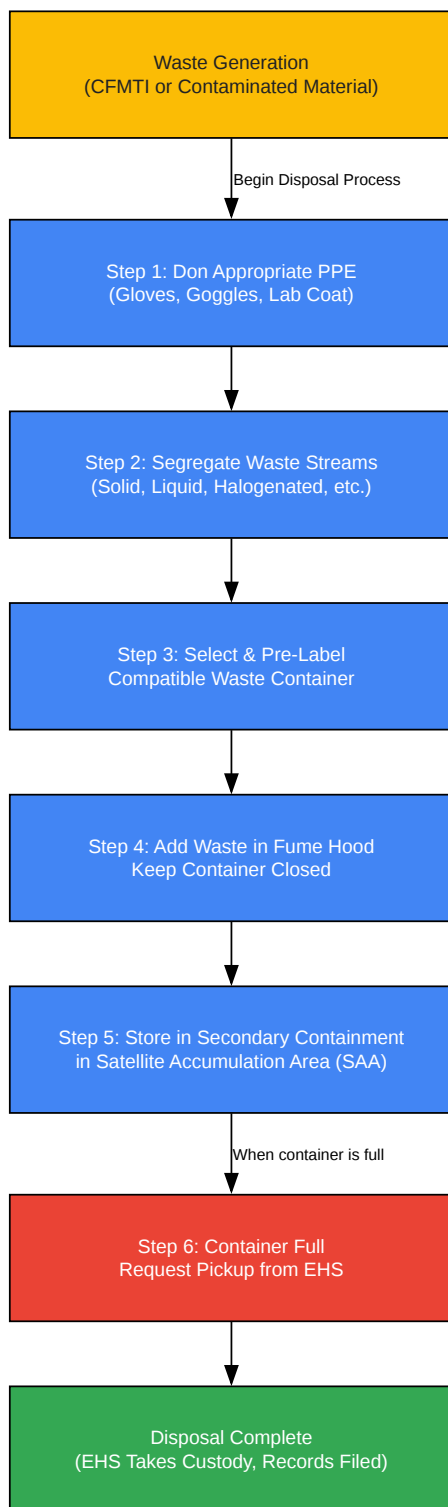 Waste Generation
(CFMTI or Contaminated Material)
Begin Disposal Process
Step 1: Don Appropriate PPE
(Gloves, Goggles, Lab Coat)
Step 2: Segregate Waste Streams
(Solid, Liquid, Halogenated, etc.)
Step 3: Select & Pre-Label
Compatible Waste Container
Step 4: Add Waste in Fume Hood
Keep Container Closed
Step 5: Store in Secondary Containment
in Satellite Accumulation Area (SAA)
When container is full
Step 6: Container Full
Request Pickup from EHS
Disposal Complete
(EHS Takes Custody, Records Filed)